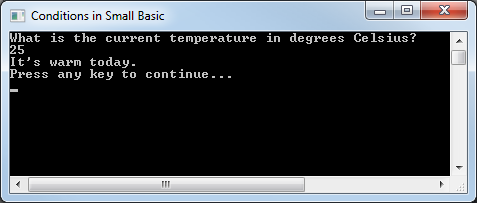 Conditions in Small Basic
What is the current temperature in degrees Celsius?
25
It's warm today.
Press any key to continue...